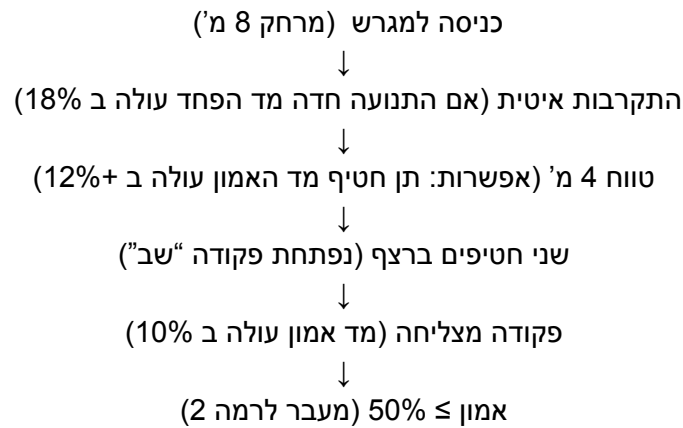 כניסה למגרש  (מרחק 8 מ’)
↓
התקרבות איטית (אם התנועה חדה מד הפחד עולה ב 18%)
↓
טווח 4 מ’ (אפשרות: תן חטיף מד האמון עולה ב +12%)
↓
שני חטיפים ברצף (נפתחת פקודה “שב”)
↓
פקודה מצליחה (מד אמון עולה ב 10%)
↓
אמון ≥ 50% (מעבר לרמה 2)